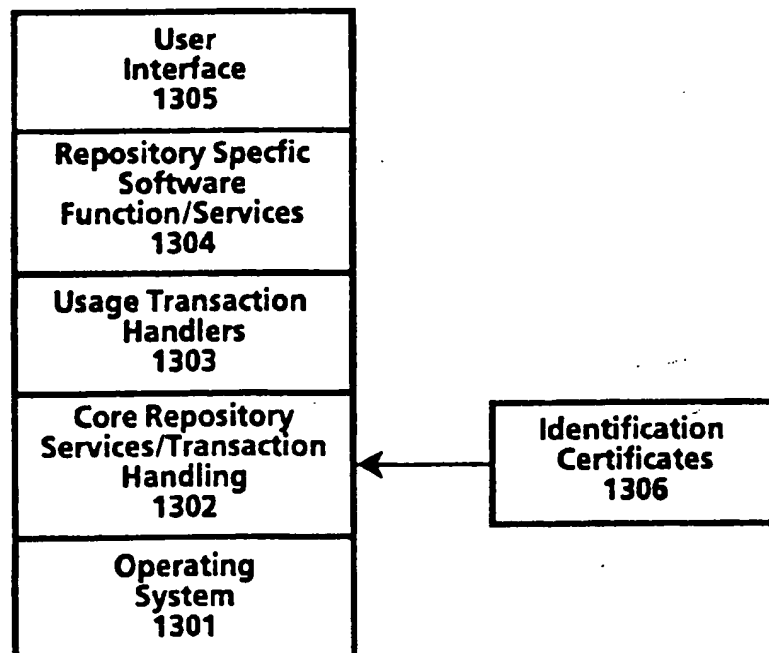 User
Interface
1305
Repository Specfic
Software
Function/Services
1304
Usage Transaction
Handlers
1303
Core Repository
Services/Transaction
Handling
1302
Identification
Certificates
1306
Operating
System
1301